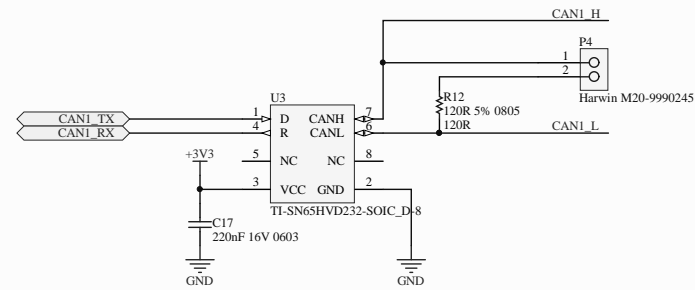 CAN1_H
P4
1
2
Harwin M20-9990245
R12
120R 5% 0805
120R
CAN1_L
U3
CAN1_TX
1
D
CANH
7
CAN1_RX
4
R
CANL
6
+3V3
5
NC
NC
8
3
VCC
GND
2
TI-SN65HVD232-SOIC_D-8
C17
220nF 16V 0603
GND
GND